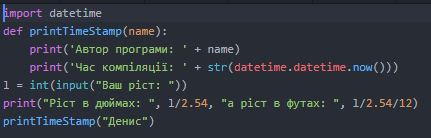 import datetime
def printTimeStamp(name):
    print('Автор програми: ' + name)
    print('Час компіляції: ' + str(datetime.datetime.now()))
l = int(input("Ваш ріст: "))
print("Ріст в дюймах: ", l/2.54, "а ріст в футах: ", l/2.54/12)
printTimeStamp("Денис")